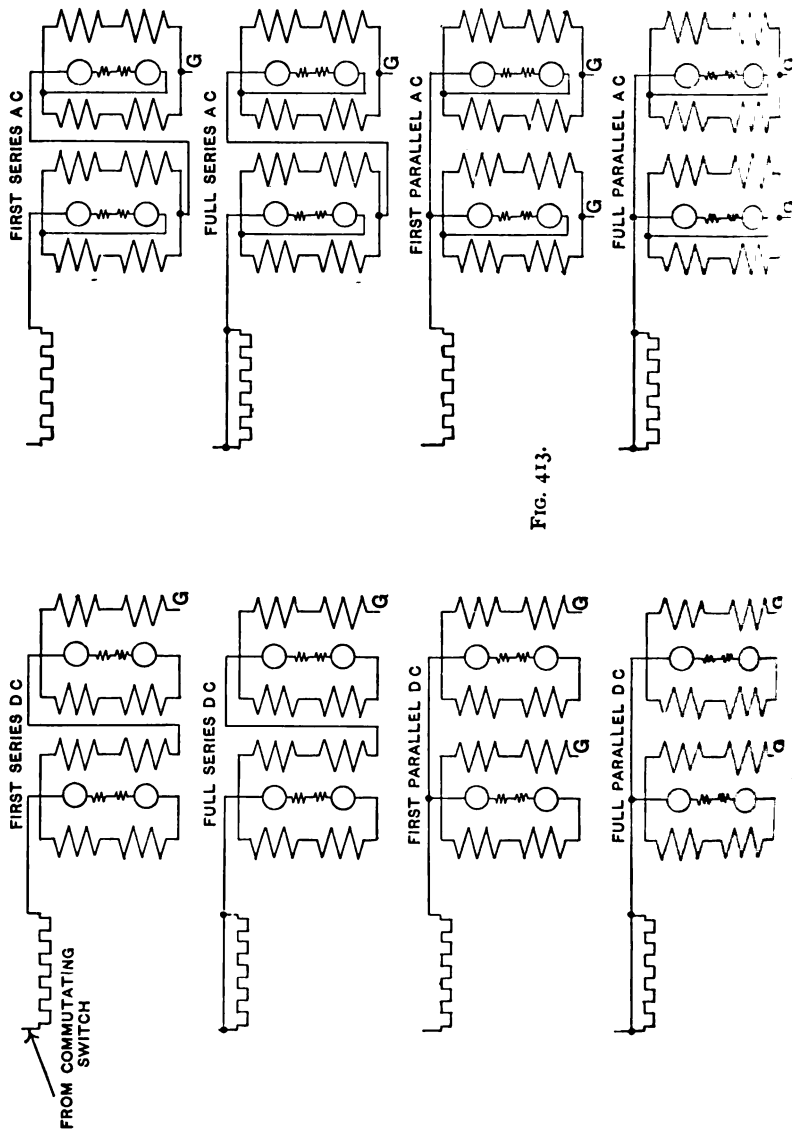 FIRST SERIES DC
G
FROM COMMUTATING
SWITCH
FULL SERIES DC
G
FIRST PARALLEL DC
G
G
FULL PARALLEL DC
G
G
FIRST SERIES AC
G
FULL SERIES AC
G
FIRST PARALLEL AC
G
G
FULL PARALLEL AC
G
G
FIG. 413.